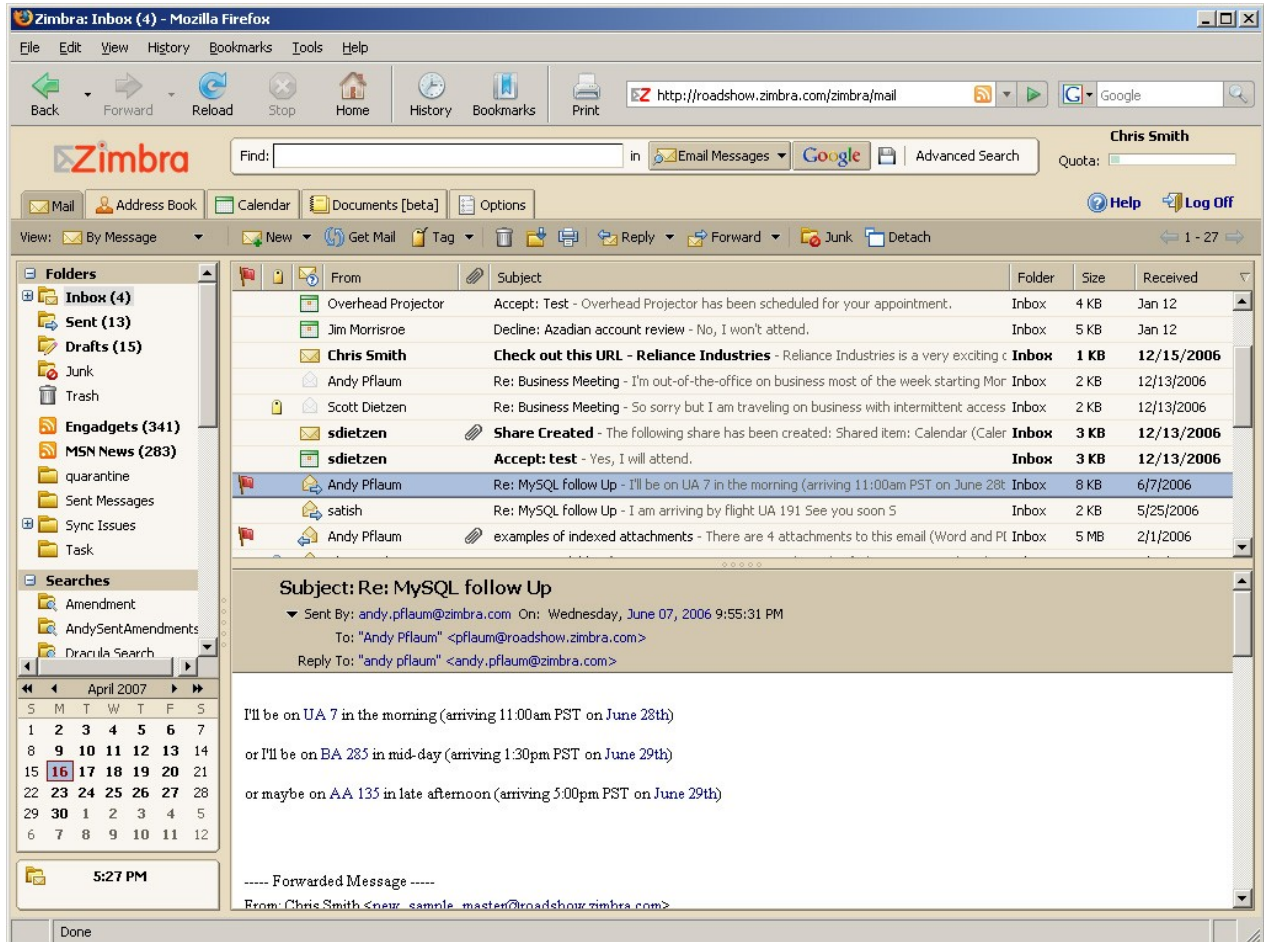 Zimbra: Inbox (4) - Mozilla Firefox
File Edit View History Bookmarks Tools Help
Back Forward Reload Stop Home History Bookmarks Print http://roadshow.zimbra.com/zimbra/mail G Google
Chris Smith
Zimbra Find: in Email Messages Google Advanced Search Quota:
Mail Address Book Calendar Documents [beta] Options Help Log Off
View: By Message New Get Mail Tag Reply Forward Junk Detach 1 - 27
Folders
Inbox (4)
Sent (13)
Drafts (15)
Junk
Trash
Engadgets (341)
MSN News (283)
quarantine
Sent Messages
Sync Issues
Task
Searches
Amendment
AndySentAmendments
Dracula Search
April 2007
S M T W T F S
1 2 3 4 5 6 7
8 9 10 11 12 13 14
15 16 17 18 19 20 21
22 23 24 25 26 27 28
29 30 1 2 3 4 5
6 7 8 9 10 11 12
5:27 PM
From Subject Folder Size Received
Overhead Projector Accept: Test - Overhead Projector has been scheduled for your appointment. Inbox 4 KB Jan 12
Jim Morrisroe Decline: Azadian account review - No, I won't attend. Inbox 5 KB Jan 12
Chris Smith Check out this URL - Reliance Industries - Reliance Industries is a very exciting c Inbox 1 KB 12/15/2006
Andy Pflaum Re: Business Meeting - I'm out-of-the-office on business most of the week starting Mor Inbox 2 KB 12/13/2006
Scott Dietzen Re: Business Meeting - So sorry but I am traveling on business with intermittent access Inbox 2 KB 12/13/2006
sdietzen Share Created - The following share has been created: Shared item: Calendar (Caler Inbox 3 KB 12/13/2006
sdietzen Accept: test - Yes, I will attend. Inbox 3 KB 12/13/2006
Andy Pflaum Re: MySQL follow Up - I'll be on UA 7 in the morning (arriving 11:00am PST on June 28t Inbox 8 KB 6/7/2006
satish Re: MySQL follow Up - I am arriving by flight UA 191 See you soon S Inbox 2 KB 5/25/2006
Andy Pflaum examples of indexed attachments - There are 4 attachments to this email (Word and PI Inbox 5 MB 2/1/2006
Subject: Re: MySQL follow Up
Sent By: andy.pflaum@zimbra.com On: Wednesday, June 07, 2006 9:55:31 PM
To: "Andy Pflaum" <pflaum@roadshow.zimbra.com>
Reply To: "andy pflaum" <andy.pflaum@zimbra.com>
I'll be on UA 7 in the morning (arriving 11:00am PST on June 28th)
or I'll be on BA 285 in mid-day (arriving 1:30pm PST on June 29th)
or maybe on AA 135 in late afternoon (arriving 5:00pm PST on June 29th)
----- Forwarded Message -----
From: Chris Smith <new_sample_master@roadshow.zimbra.com>
Done